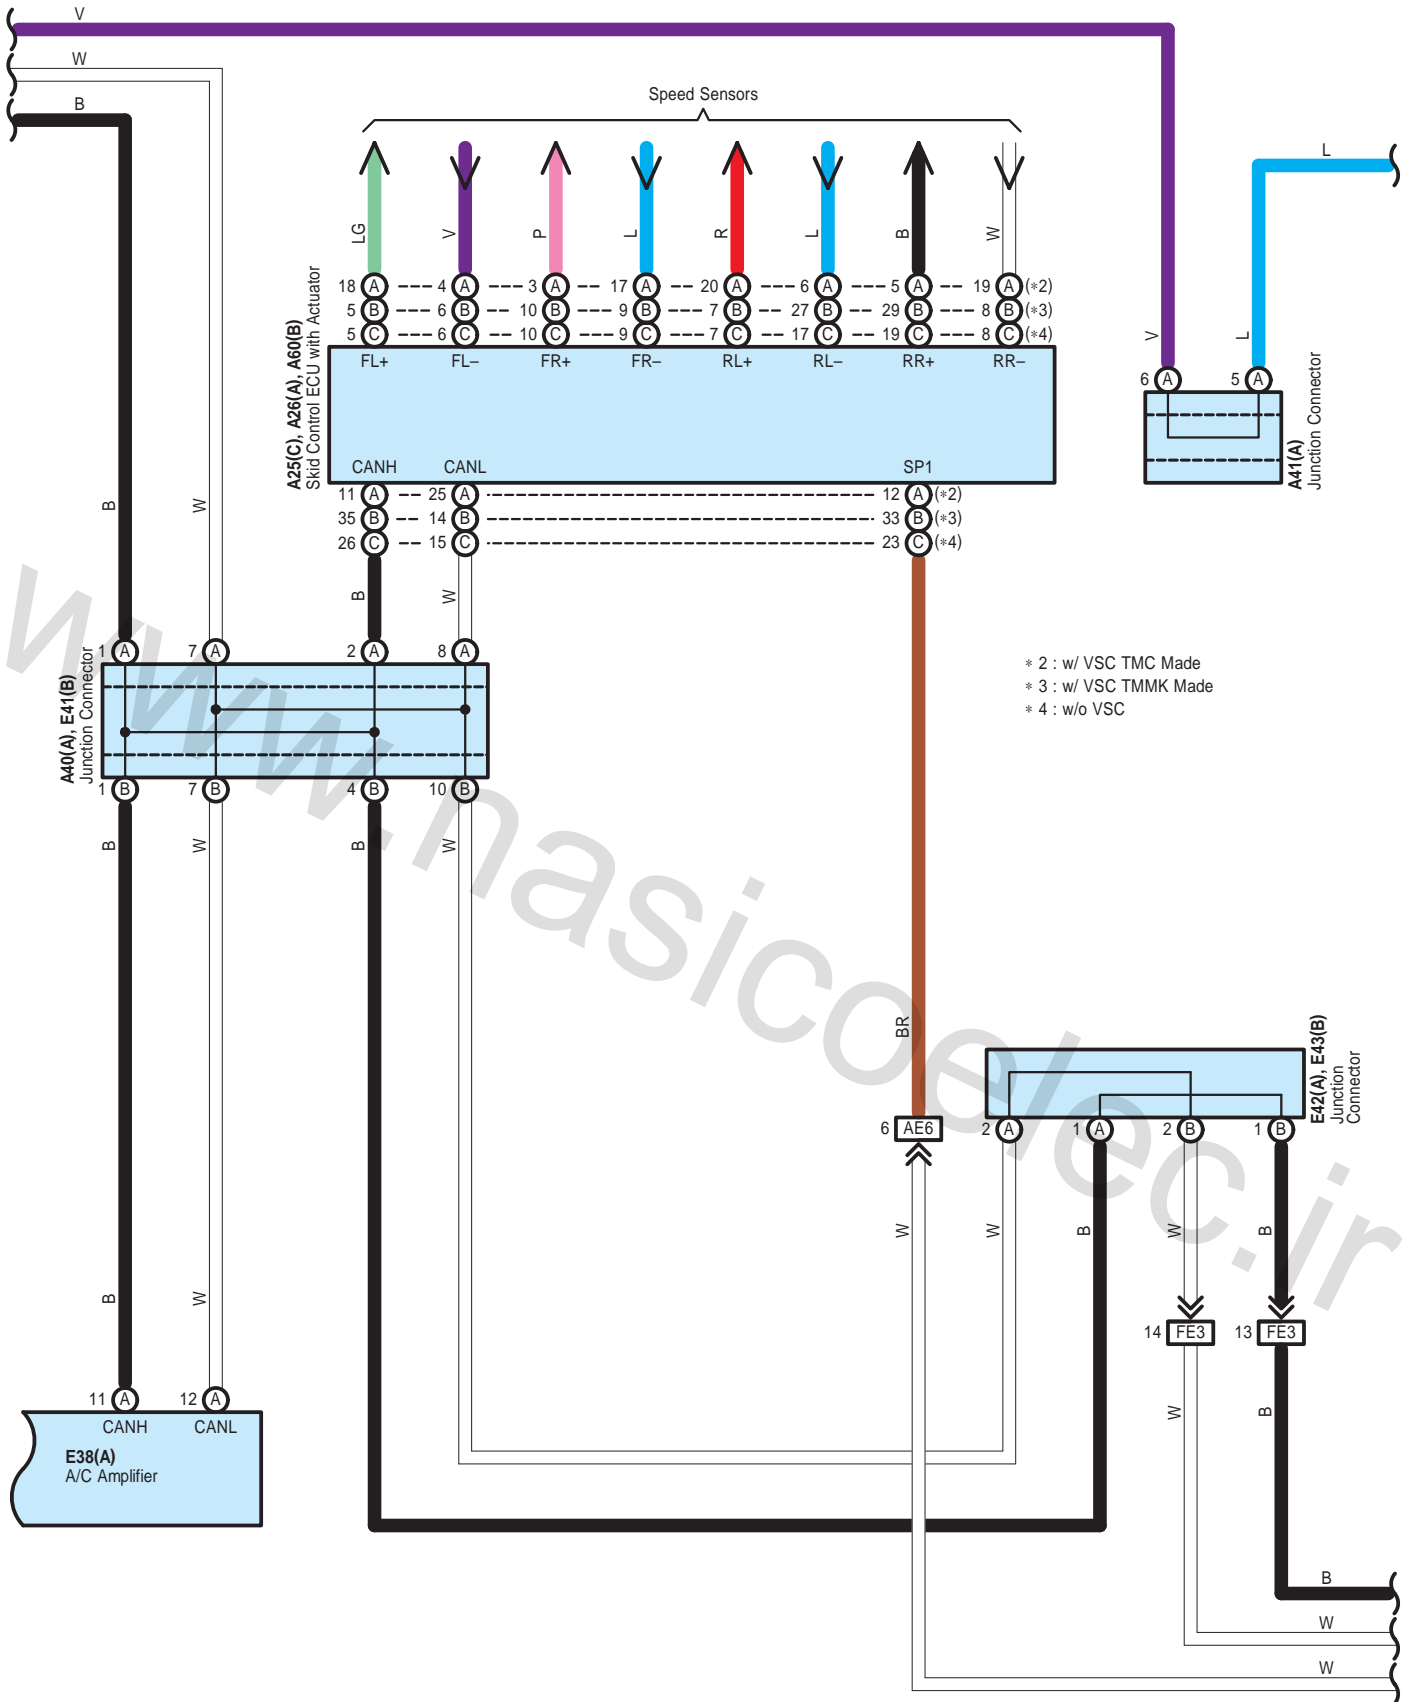 V
W
B
Speed Sensors
L
LG V P L R L B W
18 A 4 A 3 A 17 A 20 A 6 A 5 A 19 A (*2)
5 B 6 B 10 B 9 B 7 B 27 B 29 B 8 B (*3)
5 C 6 C 10 C 9 C 7 C 17 C 19 C 8 C (*4)
FL+ FL– FR+ FR– RL+ RL– RR+ RR–
A25(C), A26(A), A60(B)
Skid Control ECU with Actuator
CANH CANL SP1
11 A 25 A 12 A (*2)
35 B 14 B 33 B (*3)
26 C 15 C 23 C (*4)
V L
6 A 5 A
A41(A)
Junction Connector
B W
B W
1 A 7 A 2 A 8 A
A40(A), E41(B)
Junction Connector
1 B 7 B 4 B 10 B
B W B W
* 2 : w/ VSC TMC Made
* 3 : w/ VSC TMMK Made
* 4 : w/o VSC
www.nasicoelec.ir
BR
E42(A), E43(B)
Junction
Connector
6 AE6 2 A 1 A 2 B 1 B
W W B W B
B W
14 FE3 13 FE3
W B
11 A 12 A
CANH CANL
E38(A)
A/C Amplifier
B
W
W